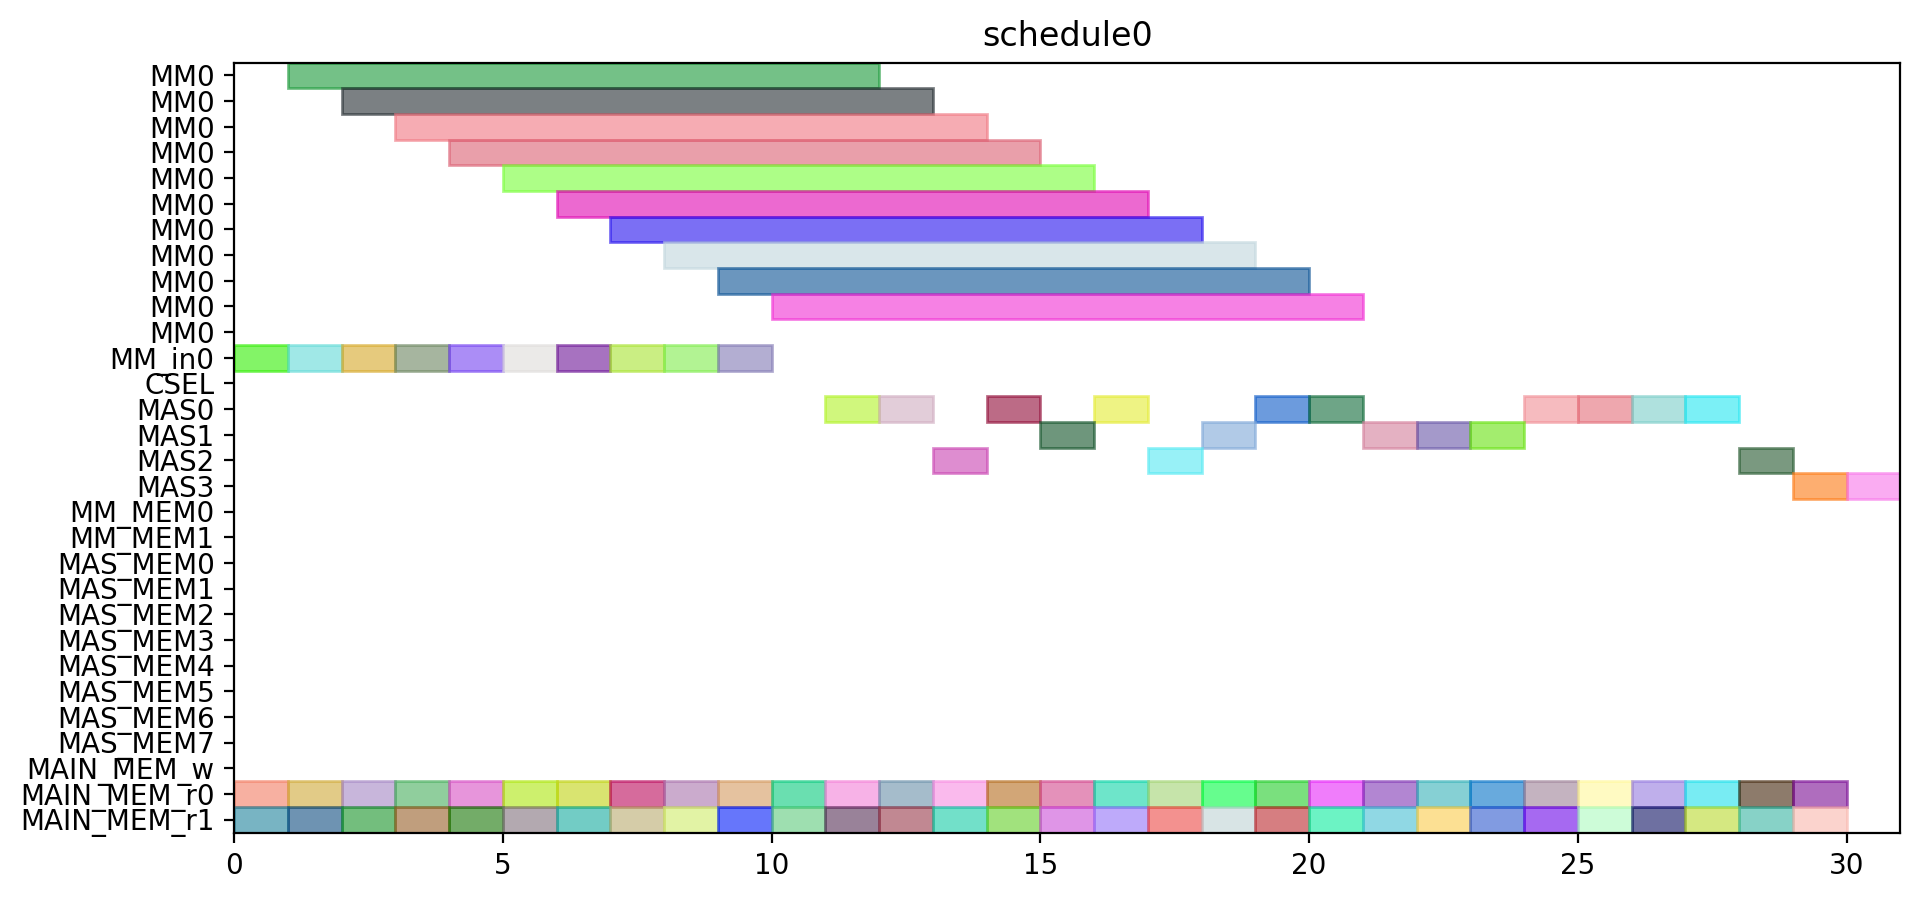 schedule0
MM0
MM0
MM0
MM0
MM0
MM0
MM0
MM0
MM0
MM0
MM0
MM_in0
CSEL
MAS0
MAS1
MAS2
MAS3
MM_MEM0
MM_MEM1
MAS_MEM0
MAS_MEM1
MAS_MEM2
MAS_MEM3
MAS_MEM4
MAS_MEM5
MAS_MEM6
MAS_MEM7
MAIN_MEM_w
MAIN_MEM_r0
MAIN_MEM_r1
0 5 10 15 20 25 30